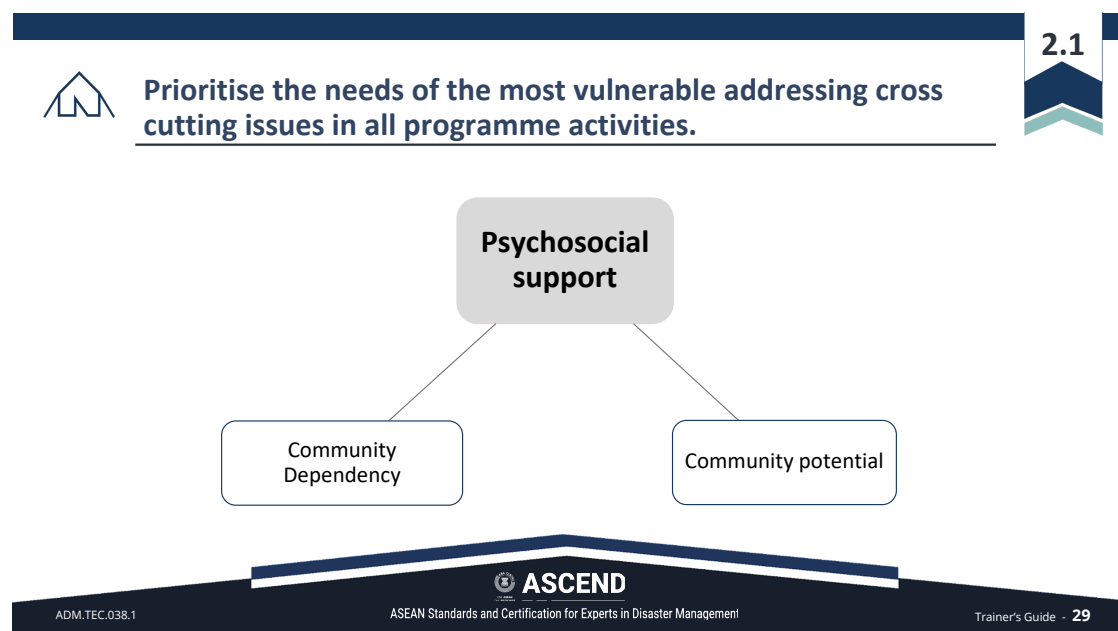 2.1
Prioritise the needs of the most vulnerable addressing cross
cutting issues in all programme activities.
Psychosocial
support
Community
Dependency
Community potential
ASCEND
ADM.TEC.038.1
ASEAN Standards and Certification for Experts in Disaster Management
Trainer's Guide - 29